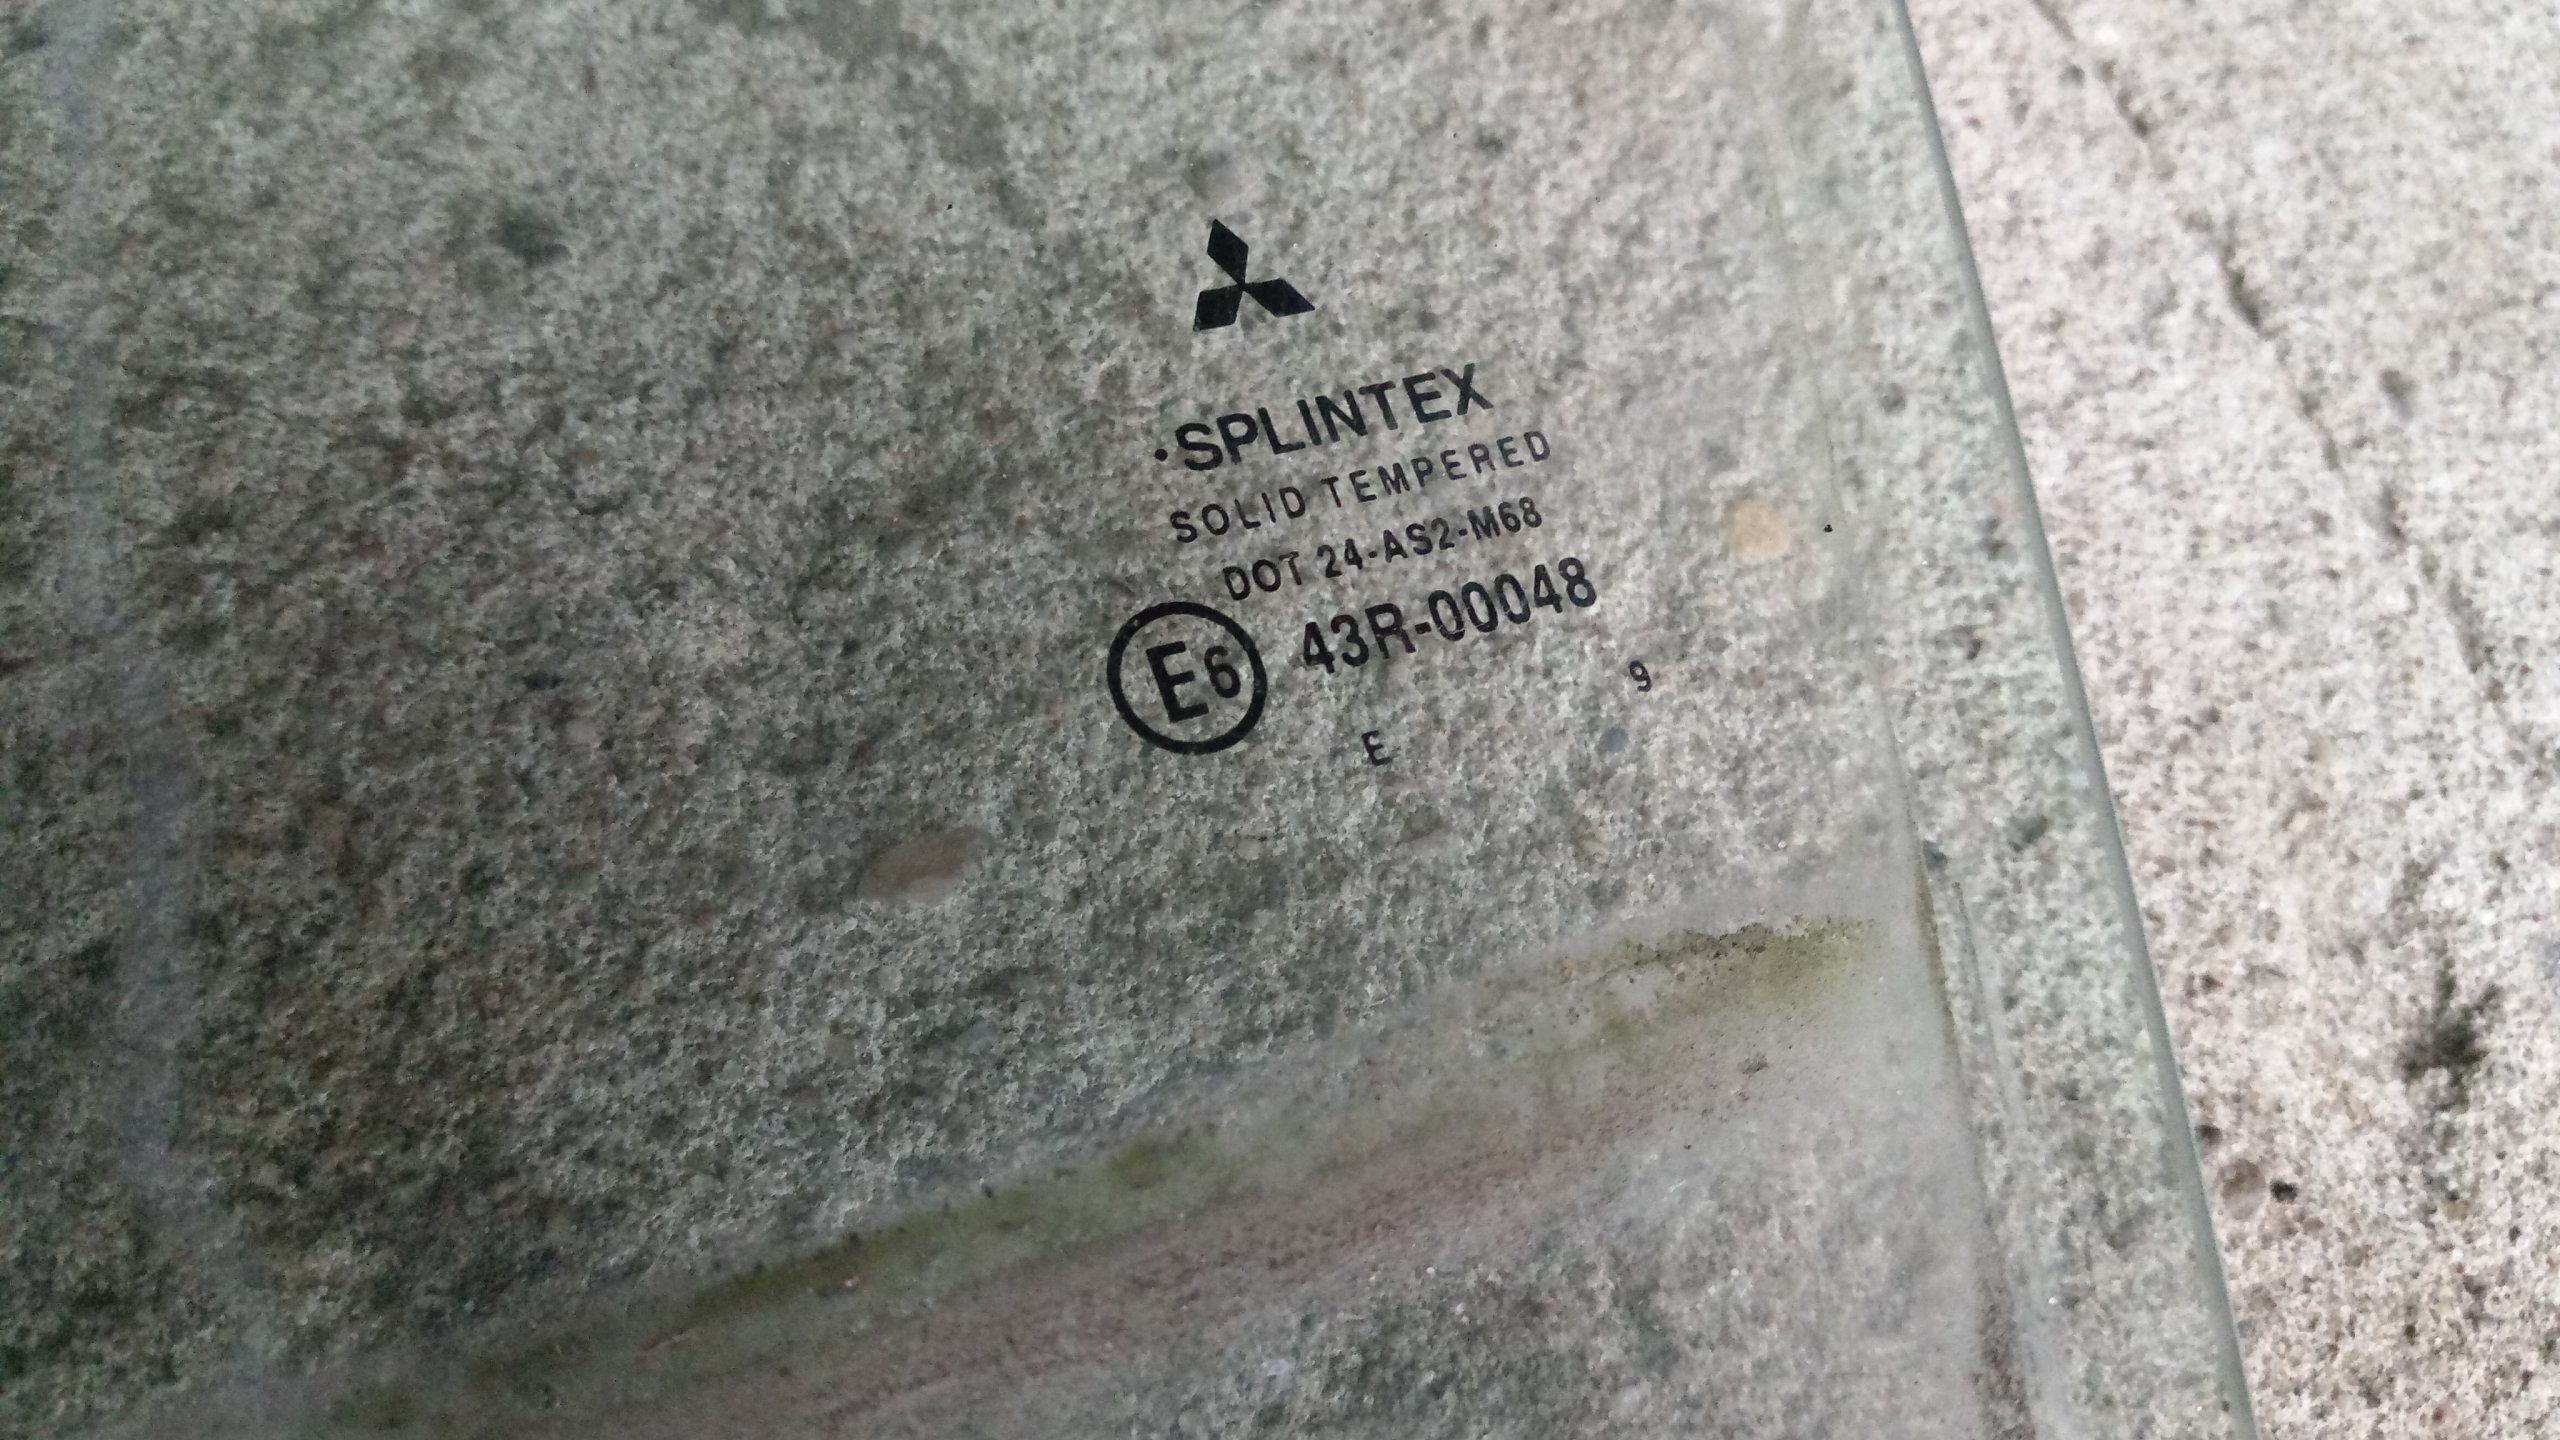 ·SPLINTEX
SOLID TEMPERED
DOT 24-AS2-M68
E6 43R-00048
9
E